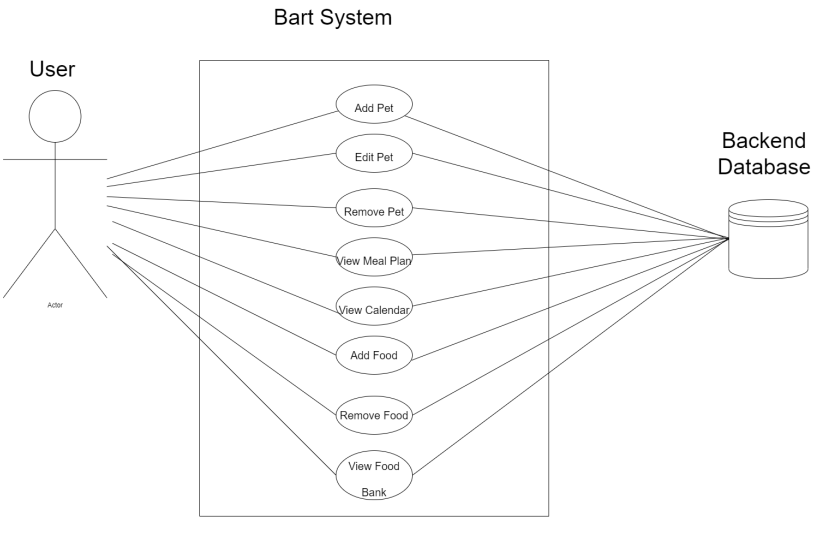 Bart System
User
Actor
Add Pet
Edit Pet
Remove Pet
View Meal Plan
View Calendar
Add Food
Remove Food
View Food
Bank
Backend
Database